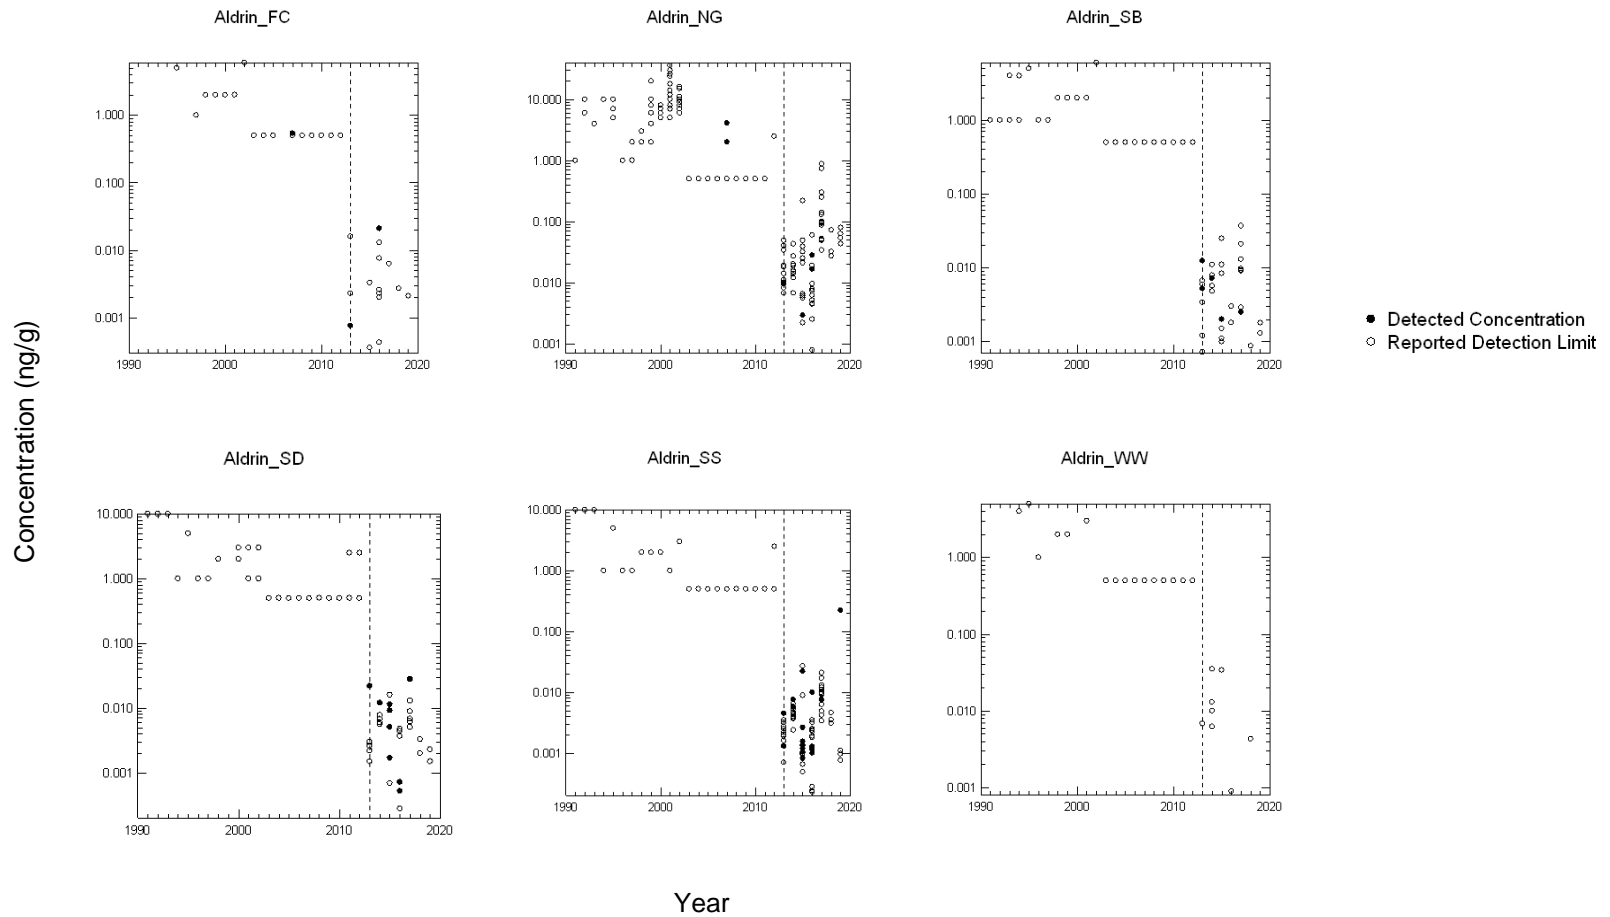 Aldrin_FC Aldrin_NG Aldrin_SB
1.000
0.100
0.010
0.001
1990 2000 2010 2020
10.000
1.000
0.100
0.010
0.001
1990 2000 2010 2020
1.000
0.100
0.010
0.001
1990 2000 2010 2020
Detected Concentration
Reported Detection Limit
Concentration (ng/g)
Aldrin_SD Aldrin_SS Aldrin_WW
10.000
1.000
0.100
0.010
0.001
1990 2000 2010 2020
10.000
1.000
0.100
0.010
0.001
1990 2000 2010 2020
1.000
0.100
0.010
0.001
1990 2000 2010 2020
Year